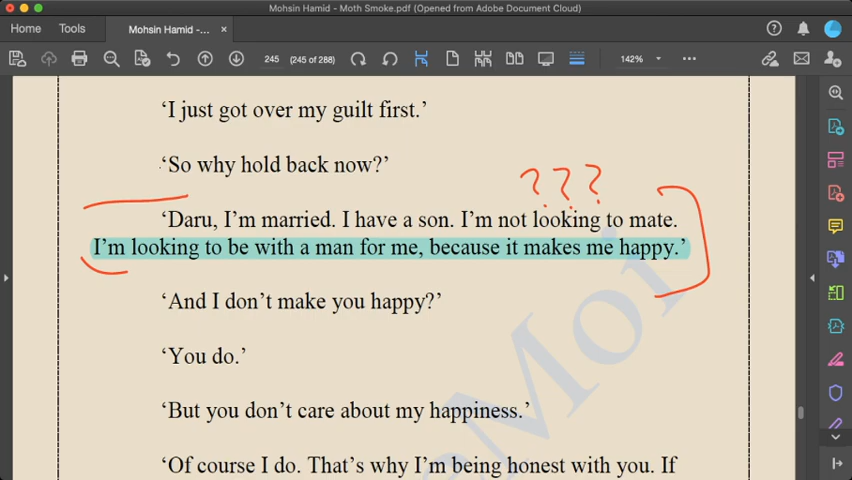 Mohsin Hamid - Moth Smoke.pdf (Opened from Adobe Document Cloud)
Home Tools Mohsin Hamid - Moth ... ×
245 (245 of 288) 142%
‘I just got over my guilt first.’
‘So why hold back now?’
???
‘Daru, I’m married. I have a son. I’m not looking to mate.
I’m looking to be with a man for me, because it makes me happy.’
‘And I don’t make you happy?’
‘You do.’
‘But you don’t care about my happiness.’
‘Of course I do. That’s why I’m being honest with you. If